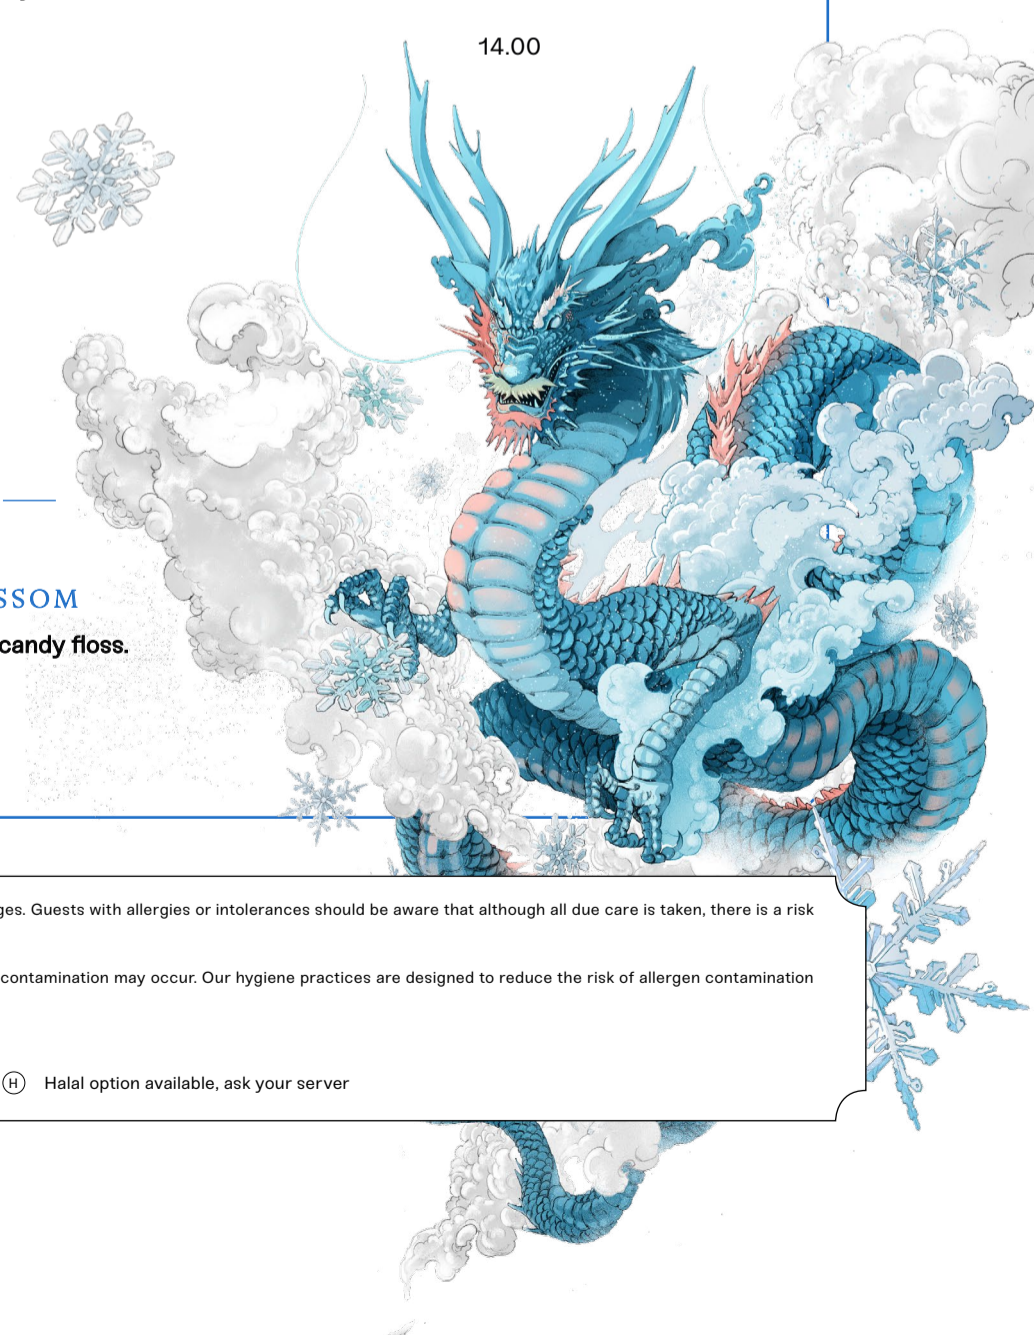 14.00
SSOM
candy floss.
ges. Guests with allergies or intolerances should be aware that although all due care is taken, there is a risk
contamination may occur. Our hygiene practices are designed to reduce the risk of allergen contamination
H Halal option available, ask your server